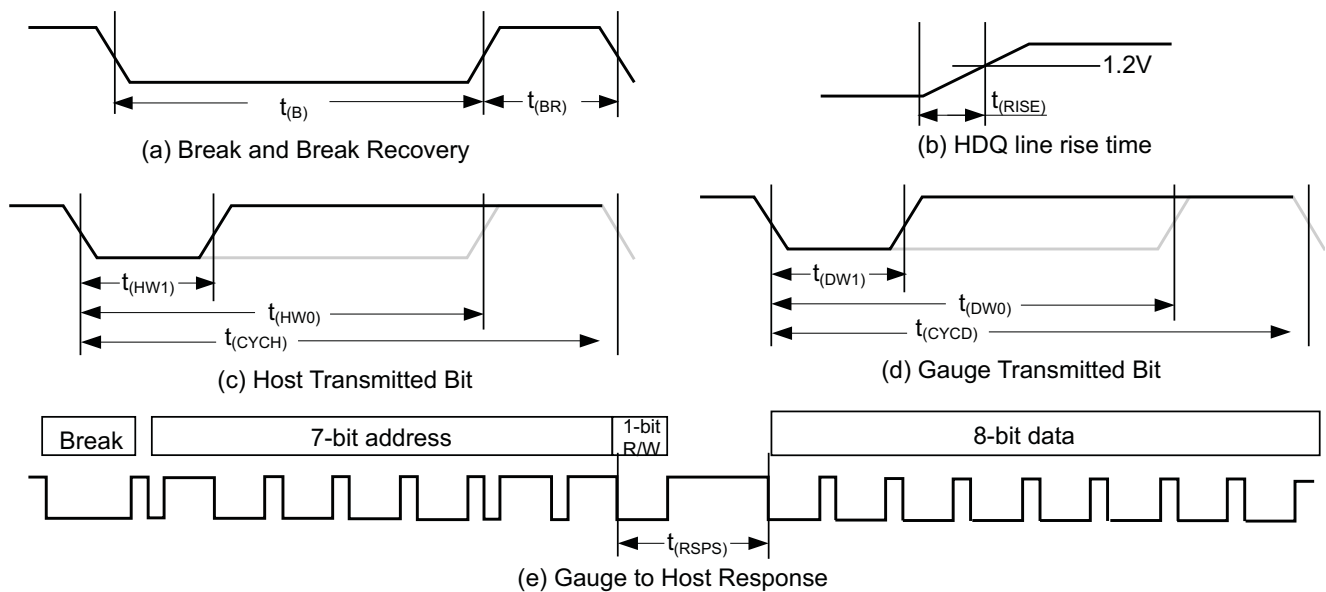 t(B)
t(BR)
(a) Break and Break Recovery
1.2V
t(RISE)
(b) HDQ line rise time
t(HW1)
t(HW0)
t(CYCH)
(c) Host Transmitted Bit
t(DW1)
t(DW0)
t(CYCD)
(d) Gauge Transmitted Bit
Break
7-bit address
1-bit
R/W
8-bit data
t(RSPS)
(e) Gauge to Host Response